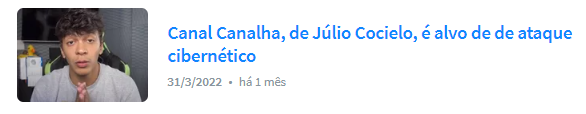 Canal Canalha, de Júlio Cocielo, é alvo de de ataque
cibernético
31/3/2022 • há 1 mês